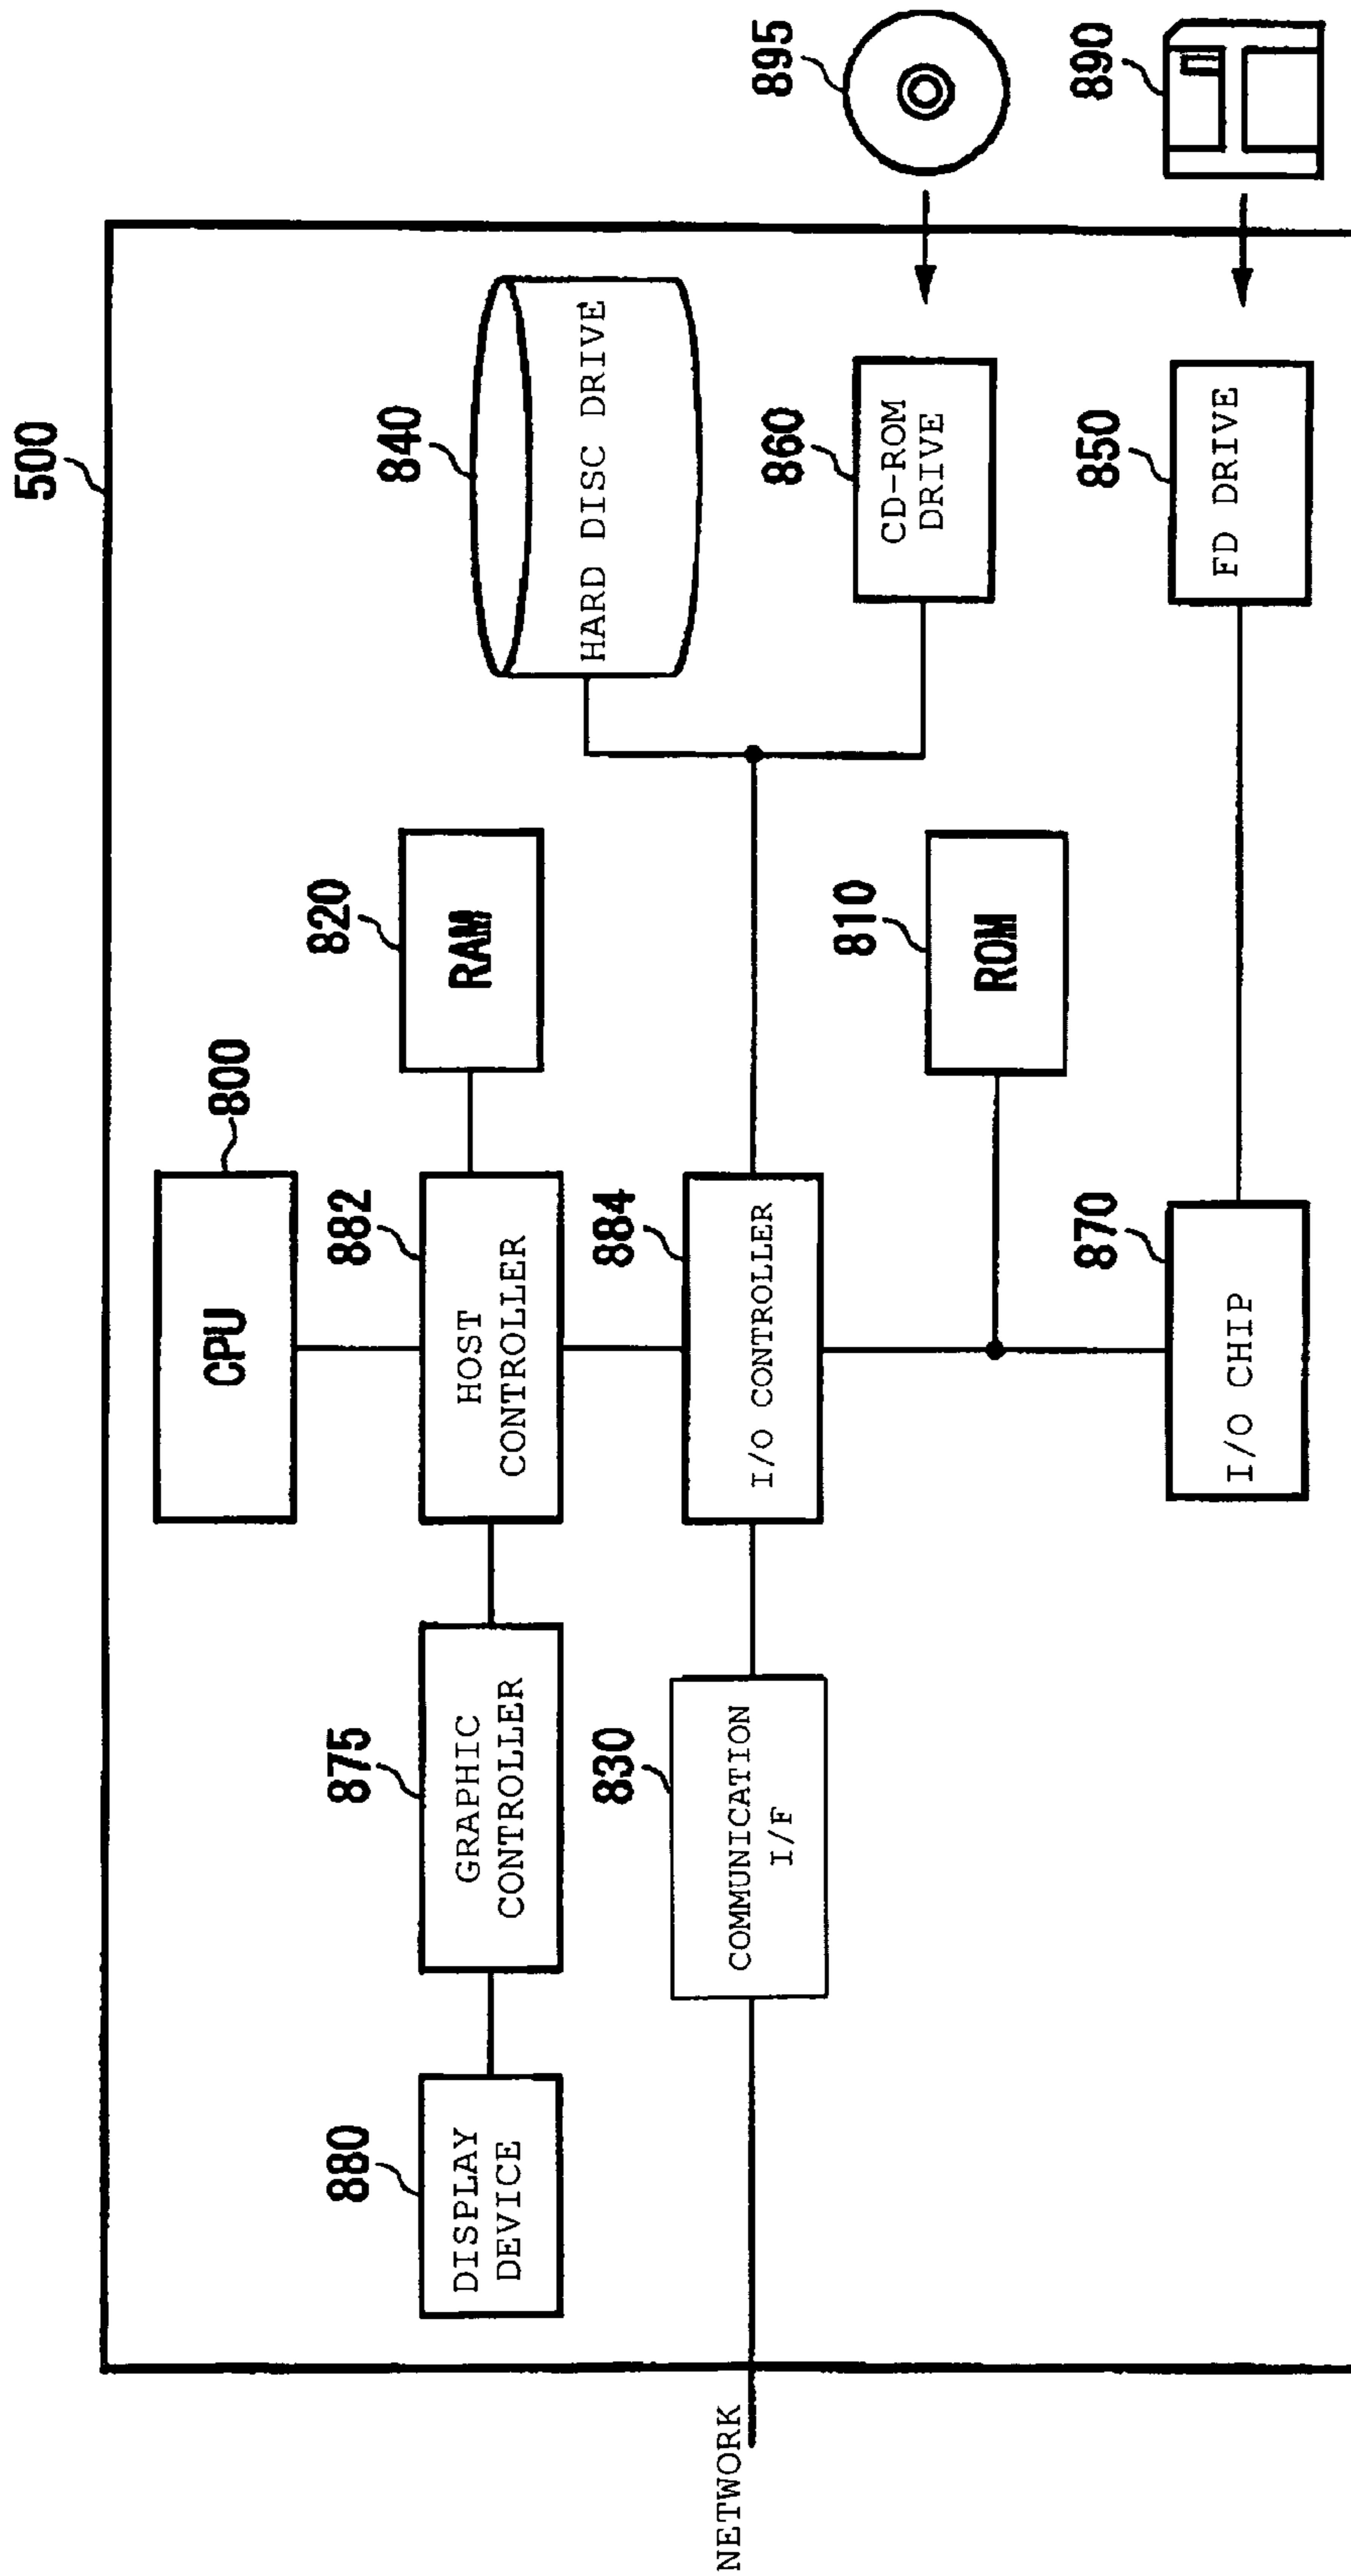 500
CPU
800
880
DISPLAY
DEVICE
875
GRAPHIC
CONTROLLER
882
HOST
CONTROLLER
820
RAM
840
HARD DISC DRIVE
NETWORK
830
COMMUNICATION
I/F
884
I/O CONTROLLER
810
ROM
860
CD-ROM
DRIVE
895
870
I/O CHIP
850
FD DRIVE
890